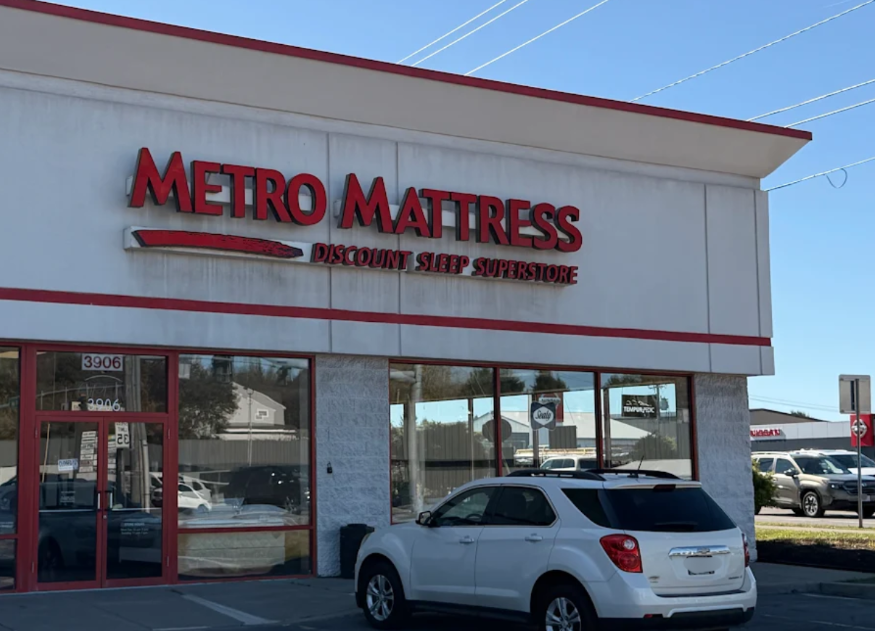 METRO MATTRESS
DISCOUNT SLEEP SUPERSTORE
3906
3906
Sealy
TEMPUR-PEDIC